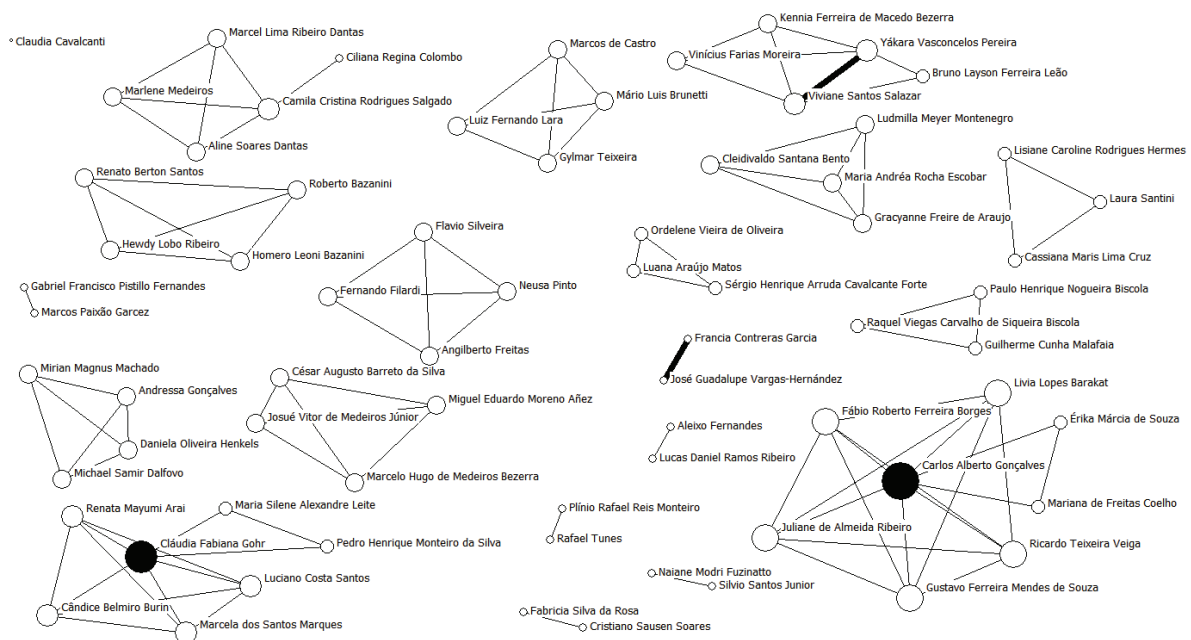 Claudia Cavalcanti
Marcel Lima Ribeiro Dantas
Ciliana Regina Colombo
Marlene Medeiros
Camila Cristina Rodrigues Salgado
Aline Soares Dantas
Marcos de Castro
Mário Luis Brunetti
Luiz Fernando Lara
Gylmar Teixeira
Kennia Ferreira de Macedo Bezerra
Yákara Vasconcelos Pereira
Vinícius Farias Moreira
Bruno Layson Ferreira Leão
Viviane Santos Salazar
Ludmilla Meyer Montenegro
Cleidivaldo Santana Bento
Maria Andréa Rocha Escobar
Gracyanne Freire de Araujo
Lisiane Caroline Rodrigues Hermes
Laura Santini
Cassiana Maris Lima Cruz
Renato Berton Santos
Roberto Bazanini
Hewdy Lobo Ribeiro
Homero Leoni Bazanini
Flavio Silveira
Fernando Filardi
Neusa Pinto
Angilberto Freitas
Ordelene Vieira de Oliveira
Luana Araújo Matos
Sérgio Henrique Arruda Cavalcante Forte
Gabriel Francisco Pistillo Fernandes
Marcos Paixão Garcez
Paulo Henrique Nogueira Biscola
Raquel Viegas Carvalho de Siqueira Biscola
Guilherme Cunha Malafaia
Francia Contreras Garcia
José Guadalupe Vargas-Hernández
Mirian Magnus Machado
Andressa Gonçalves
Daniela Oliveira Henkels
Michael Samir Dalfovo
César Augusto Barreto da Silva
Miguel Eduardo Moreno Añez
Josué Vitor de Medeiros Júnior
Marcelo Hugo de Medeiros Bezerra
Livia Lopes Barakat
Fábio Roberto Ferreira Borges
Érika Márcia de Souza
Carlos Alberto Gonçalves
Mariana de Freitas Coelho
Juliane de Almeida Ribeiro
Ricardo Teixeira Veiga
Gustavo Ferreira Mendes de Souza
Aleixo Fernandes
Lucas Daniel Ramos Ribeiro
Renata Mayumi Arai
Maria Silene Alexandre Leite
Cláudia Fabiana Gohr
Pedro Henrique Monteiro da Silva
Luciano Costa Santos
Cândice Belmiro Burin
Marcela dos Santos Marques
Plínio Rafael Reis Monteiro
Rafael Tunes
Naiane Modri Fuzinatto
Silvio Santos Junior
Fabricia Silva da Rosa
Cristiano Sausen Soares